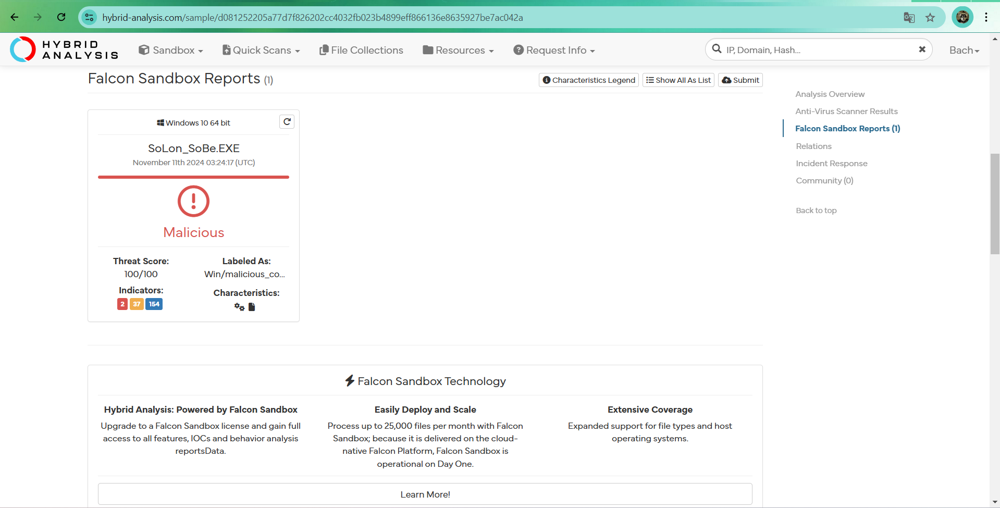 hybrid-analysis.com/sample/d081252205a77d7f826202cc4032fb023b4899eff866136e8635927be7ac042a
HYBRID
ANALYSIS
Sandbox
Quick Scans
File Collections
Resources
Request Info
IP, Domain, Hash...
Bach
Falcon Sandbox Reports (1)
Characteristics Legend
Show All As List
Submit
Windows 10 64 bit
SoLon_SoBe.EXE
November 11th 2024 03:24:17 (UTC)
Malicious
Threat Score:
100/100
Labeled As:
Win/malicious_co...
Indicators:
2 37 154
Characteristics:
Analysis Overview
Anti-Virus Scanner Results
Falcon Sandbox Reports (1)
Relations
Incident Response
Community (0)
Back to top
Falcon Sandbox Technology
Hybrid Analysis: Powered by Falcon Sandbox
Upgrade to a Falcon Sandbox license and gain full
access to all features, IOCs and behavior analysis
reportsData.
Easily Deploy and Scale
Process up to 25,000 files per month with Falcon
Sandbox; because it is delivered on the cloud-
native Falcon Platform, Falcon Sandbox is
operational on Day One.
Extensive Coverage
Expanded support for file types and host
operating systems.
Learn More!